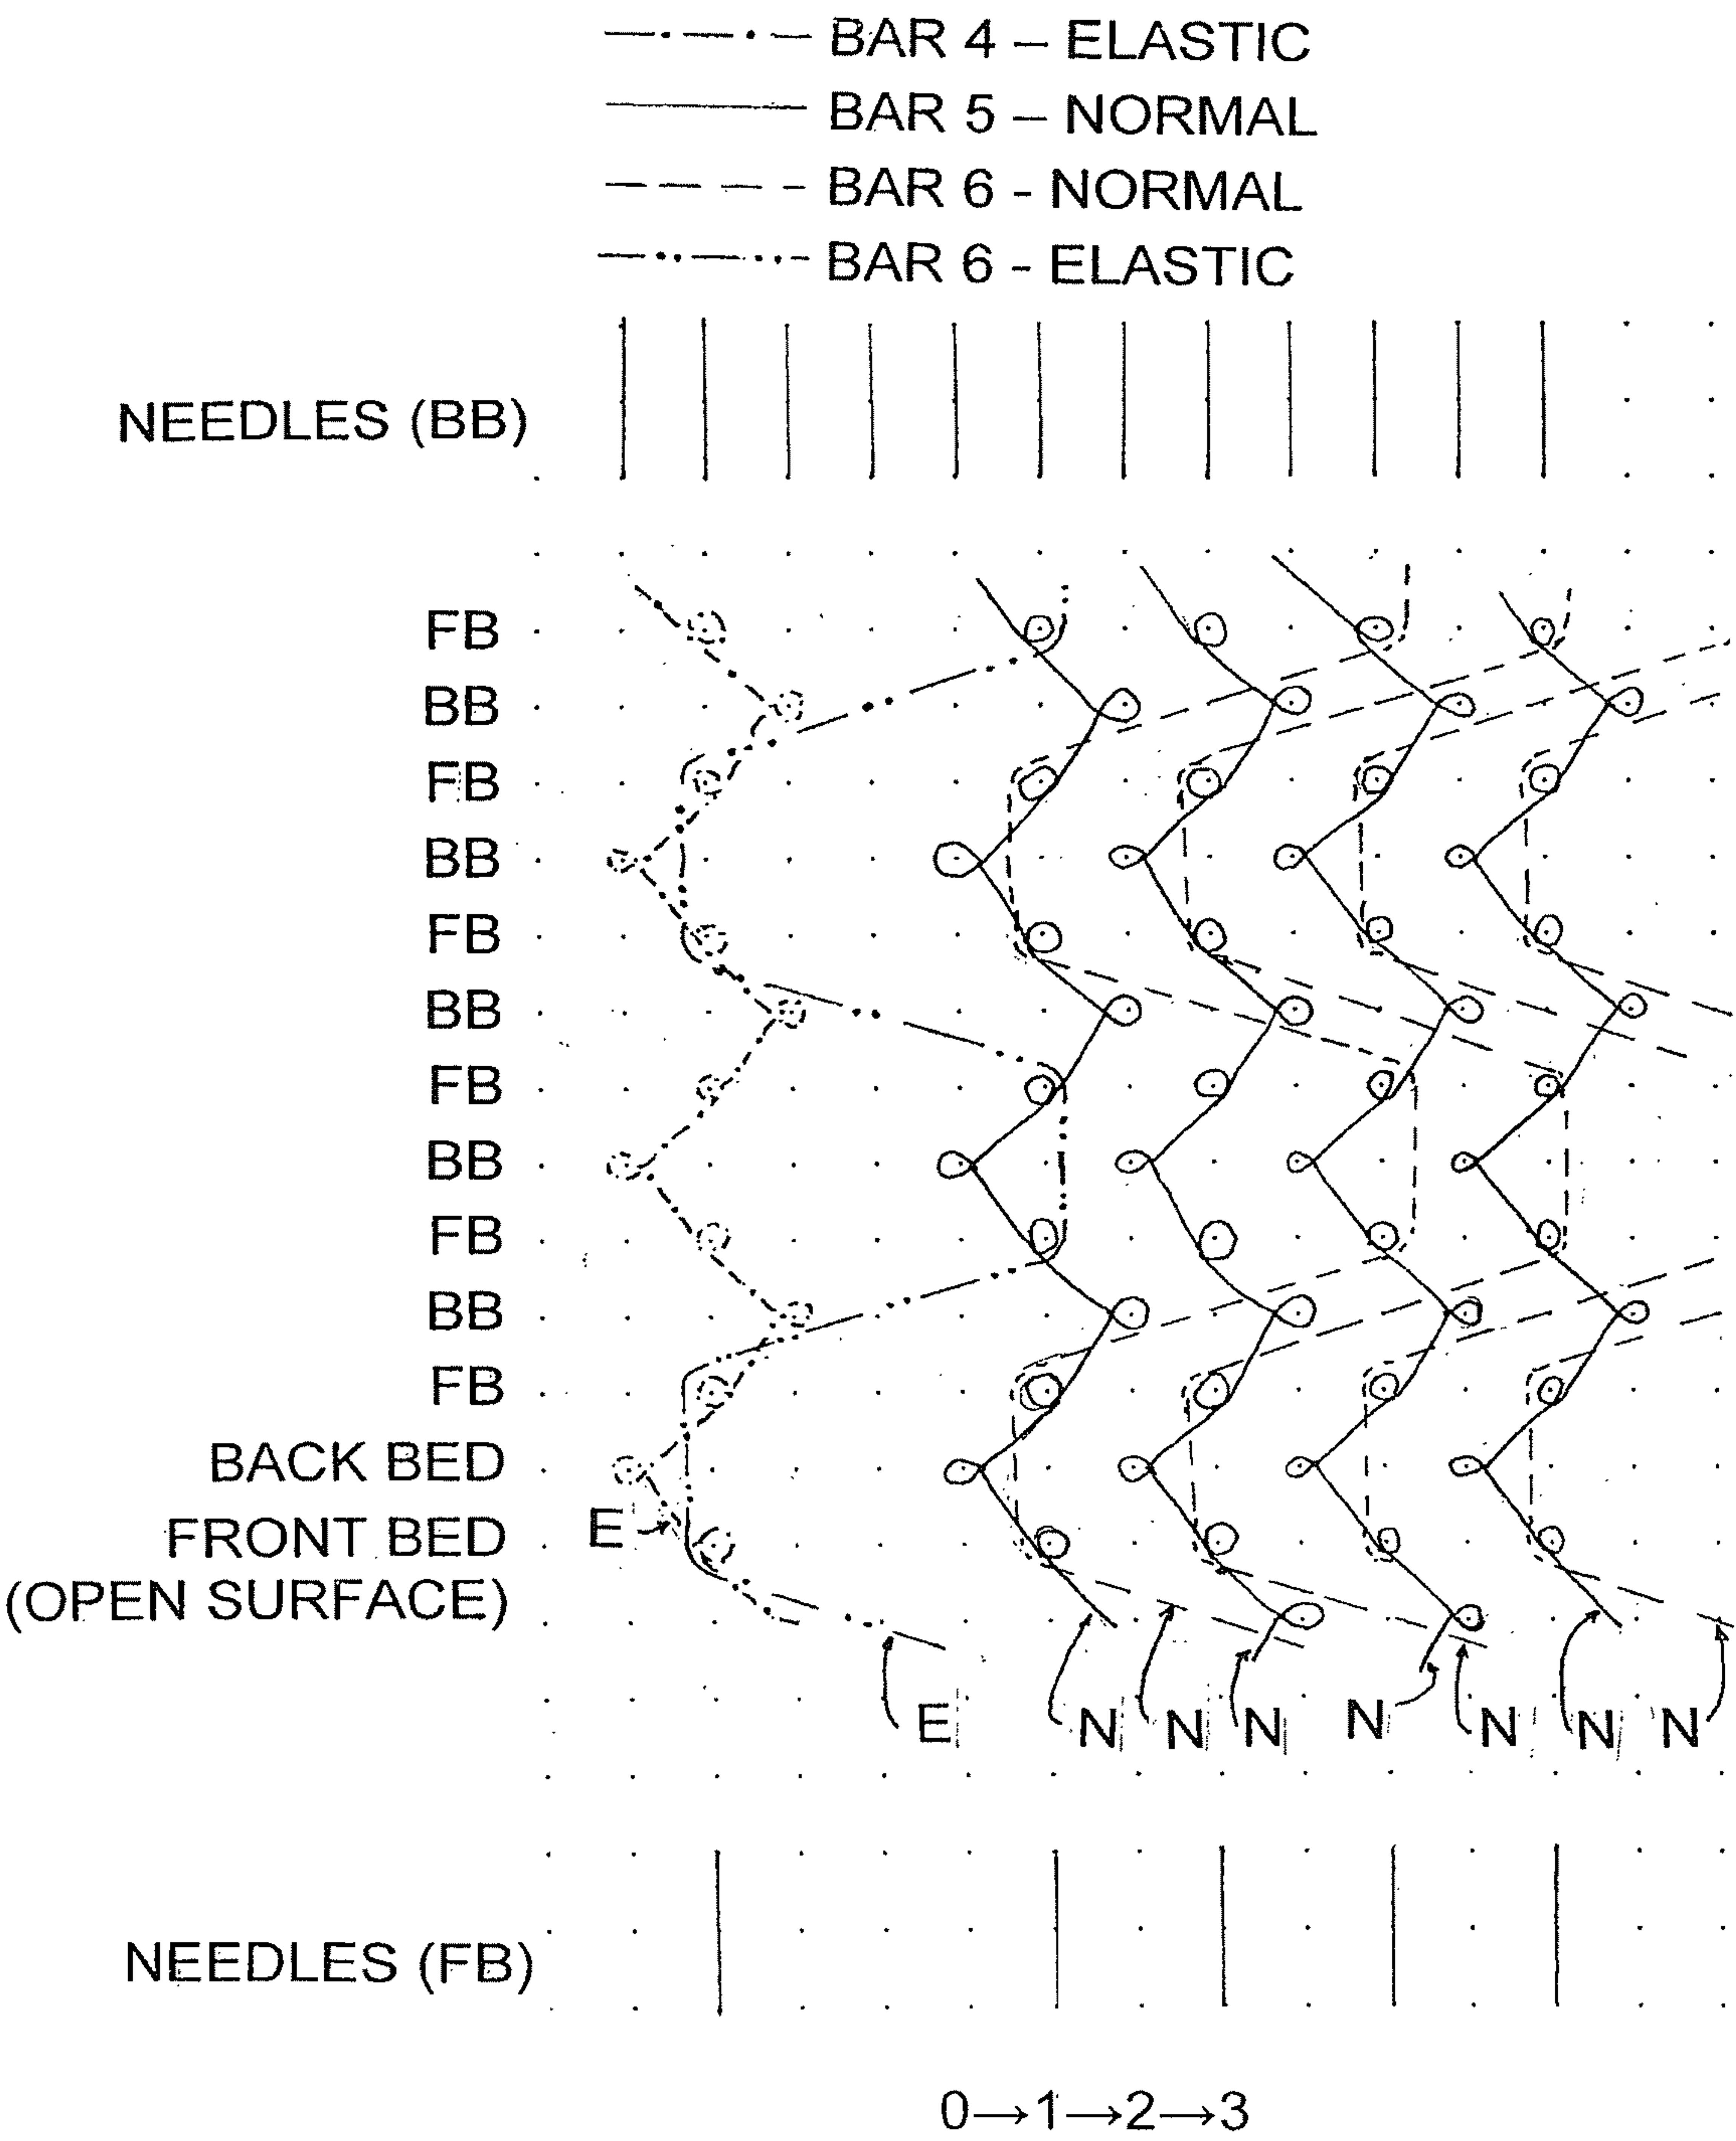 BAR 4 – ELASTIC
BAR 5 – NORMAL
BAR 6 - NORMAL
BAR 6 - ELASTIC
NEEDLES (BB)
FB
BB
FB
BB
FB
BB
FB
BB
FB
BB
FB
BACK BED
FRONT BED
(OPEN SURFACE)
E
E N N N N N N N
NEEDLES (FB)
0→1→2→3